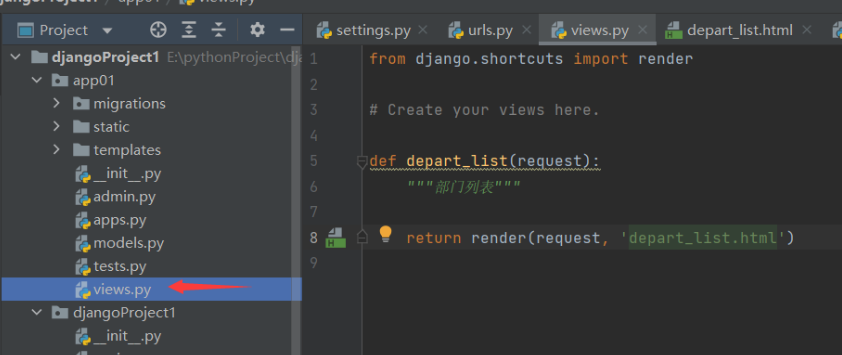 djangoProject1 › app01 › views.py
Project
settings.py
urls.py
views.py
depart_list.html
djangoProject1 E:\pythonProject\dj
app01
migrations
static
templates
__init__.py
admin.py
apps.py
models.py
tests.py
views.py
djangoProject1
__init__.py
1 from django.shortcuts import render
2
3 # Create your views here.
4
5 def depart_list(request):
6 """部门列表"""
7
8 return render(request, 'depart_list.html')
9